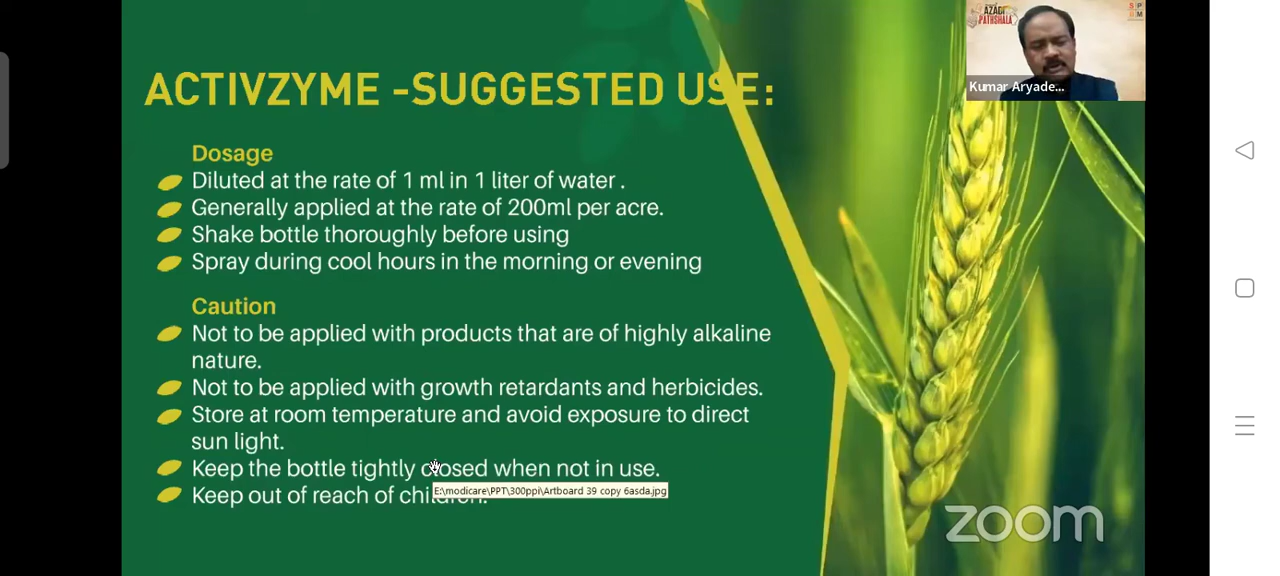 AZADI
PATHSHALA
S P
R M
Kumar Aryade...
ACTIVZYME -SUGGESTED USE:
Dosage
Diluted at the rate of 1 ml in 1 liter of water .
Generally applied at the rate of 200ml per acre.
Shake bottle thoroughly before using
Spray during cool hours in the morning or evening
Caution
Not to be applied with products that are of highly alkaline
nature.
Not to be applied with growth retardants and herbicides.
Store at room temperature and avoid exposure to direct
sun light.
Keep the bottle tightly closed when not in use.
E:\modicare\PPT\300ppi\Artboard 39 copy 6asda.jpg
Keep out of reach of children.
zoom